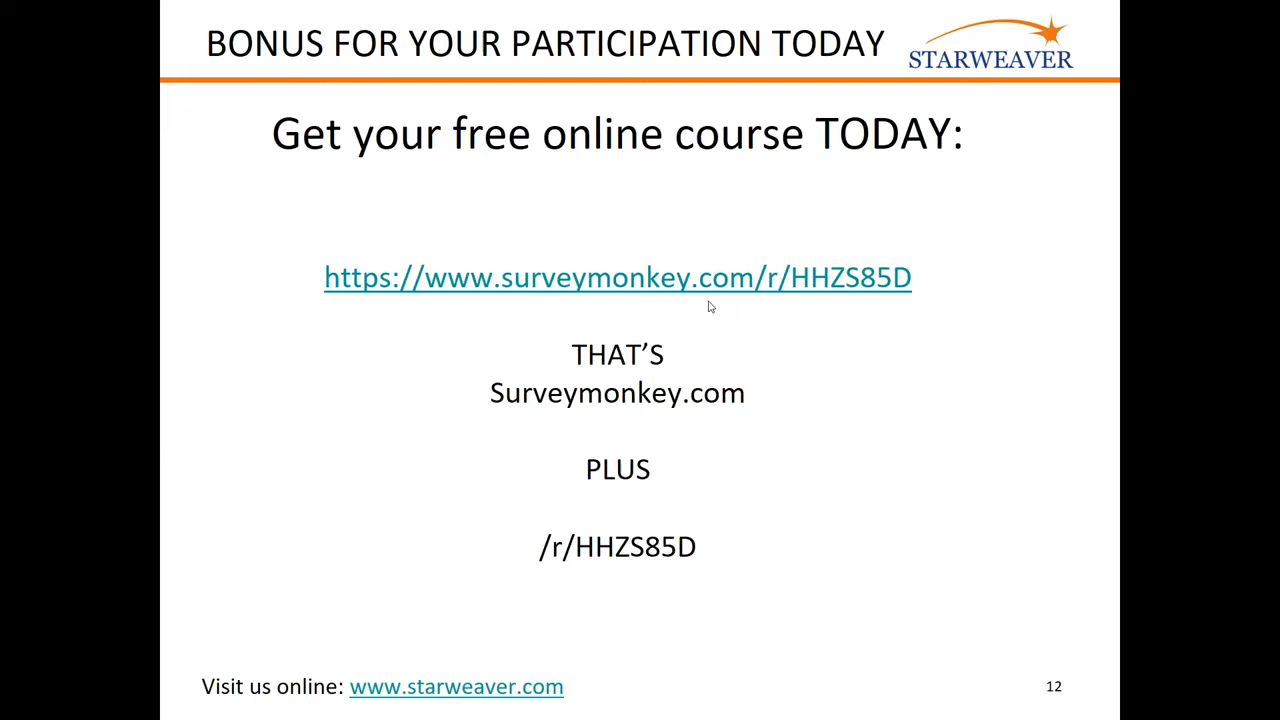 BONUS FOR YOUR PARTICIPATION TODAY
STARWEAVER
Get your free online course TODAY:
https://www.surveymonkey.com/r/HHZS85D
THAT’S
Surveymonkey.com
PLUS
/r/HHZS85D
Visit us online: www.starweaver.com
12